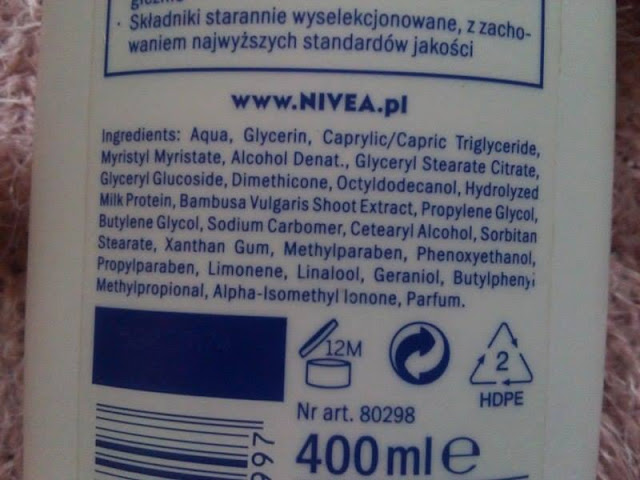 Składniki starannie wyselekcjonowane, z zacho-
waniem najwyższych standardów jakości
www.NIVEA.pl
Ingredients: Aqua, Glycerin, Caprylic/Capric Triglyceride,
Myristyl Myristate, Alcohol Denat., Glyceryl Stearate Citrate,
Glyceryl Glucoside, Dimethicone, Octyldodecanol, Hydrolyzed
Milk Protein, Bambusa Vulgaris Shoot Extract, Propylene Glycol,
Butylene Glycol, Sodium Carbomer, Cetearyl Alcohol, Sorbitan
Stearate, Xanthan Gum, Methylparaben, Phenoxyethanol,
Propylparaben, Limonene, Linalool, Geraniol, Butylphenyl
Methylpropional, Alpha-Isomethyl Ionone, Parfum.
12M
2
HDPE
Nr art. 80298
400 ml e
997